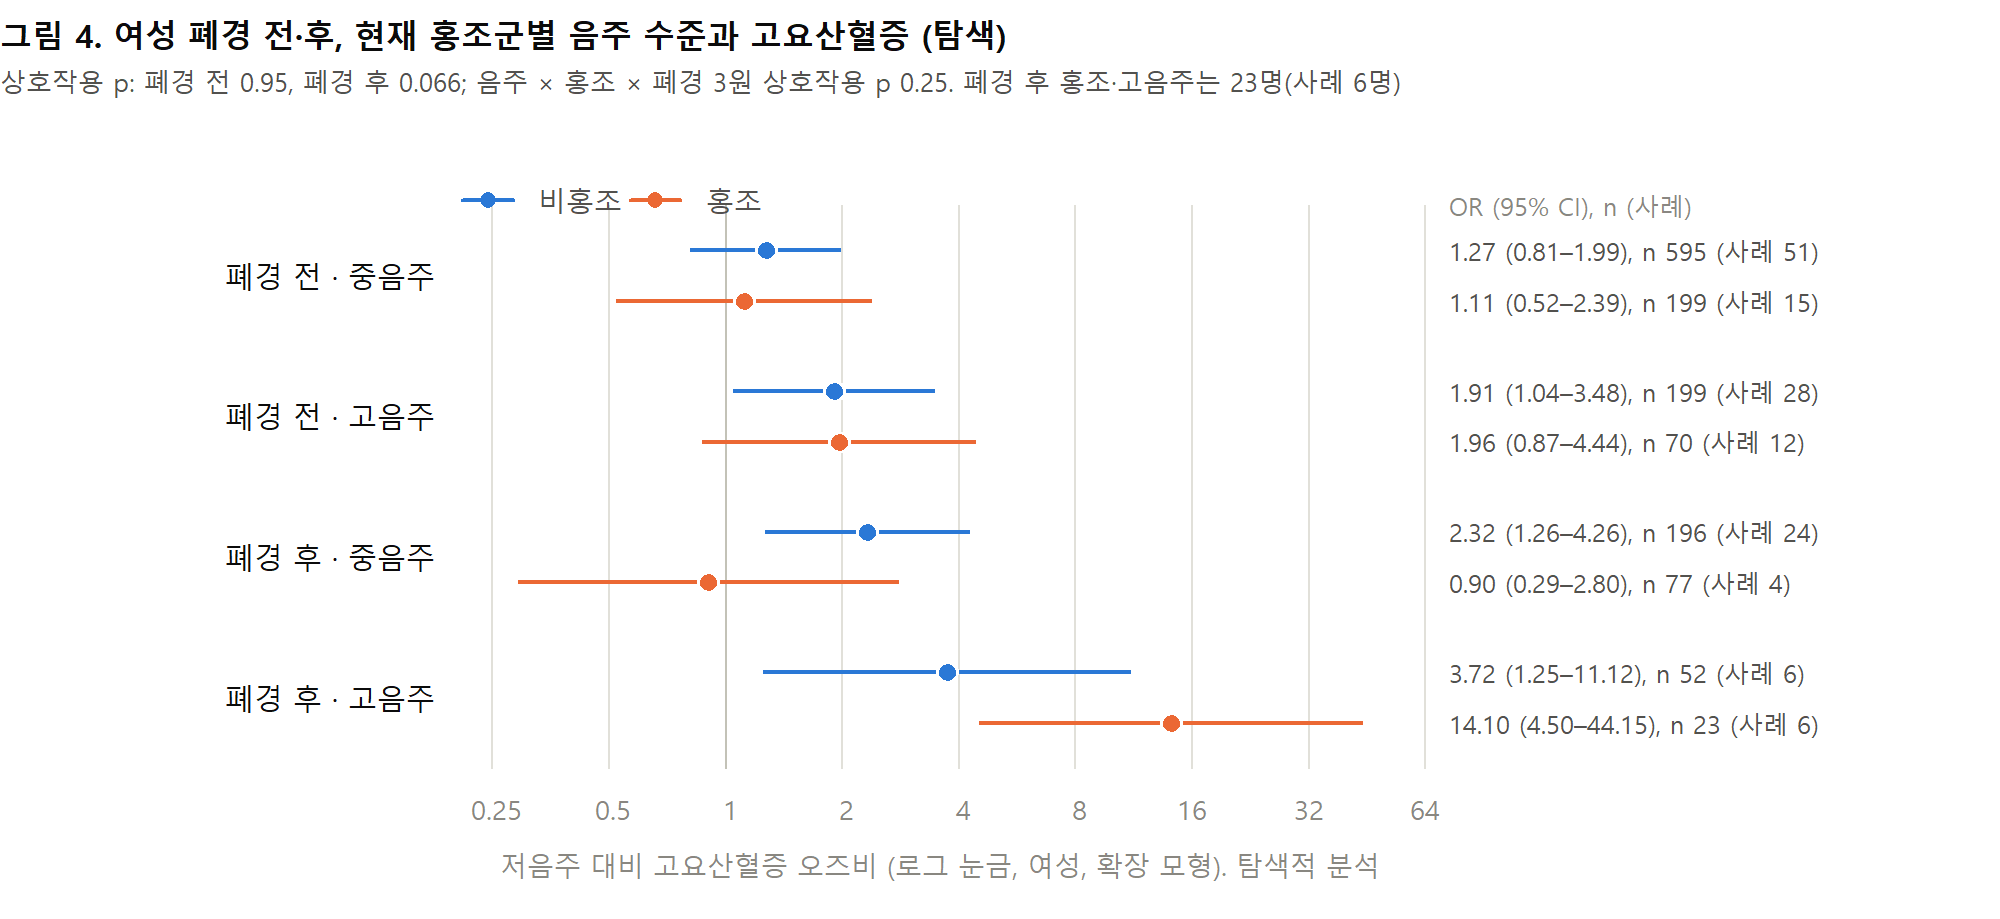 그림 4. 여성 폐경 전·후, 현재 홍조군별 음주 수준과 고요산혈증 (탐색)
상호작용 p: 폐경 전 0.95, 폐경 후 0.066; 음주 × 홍조 × 폐경 3원 상호작용 p 0.25. 폐경 후 홍조·고음주는 23명(사례 6명)
비홍조 홍조
OR (95% CI), n (사례)
폐경 전 · 중음주
1.27 (0.81–1.99), n 595 (사례 51)
1.11 (0.52–2.39), n 199 (사례 15)
폐경 전 · 고음주
1.91 (1.04–3.48), n 199 (사례 28)
1.96 (0.87–4.44), n 70 (사례 12)
폐경 후 · 중음주
2.32 (1.26–4.26), n 196 (사례 24)
0.90 (0.29–2.80), n 77 (사례 4)
폐경 후 · 고음주
3.72 (1.25–11.12), n 52 (사례 6)
14.10 (4.50–44.15), n 23 (사례 6)
0.25 0.5 1 2 4 8 16 32 64
저음주 대비 고요산혈증 오즈비 (로그 눈금, 여성, 확장 모형). 탐색적 분석